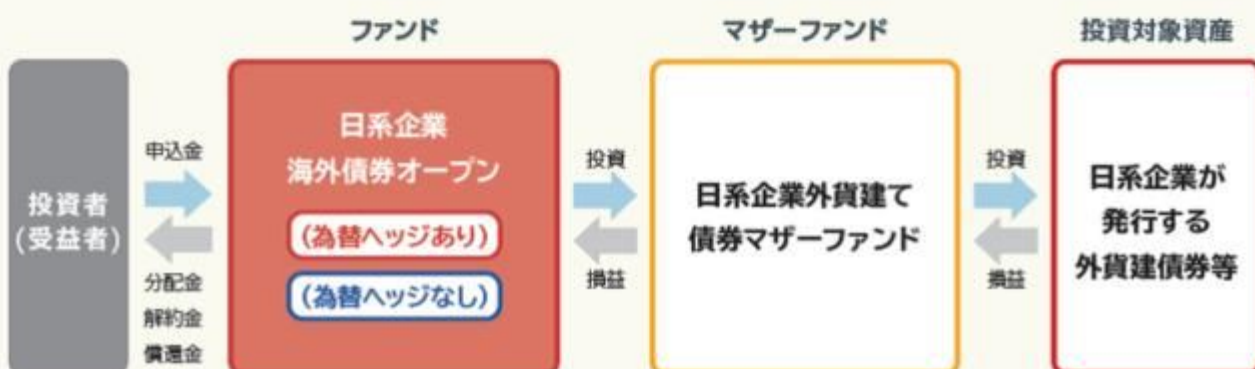 ファンド
マザーファンド
投資対象資産
投資者
(受益者)
申込金
分配金
解約金
償還金
日系企業
海外債券オープン
(為替ヘッジあり)
(為替ヘッジなし)
投資
損益
日系企業外貨建て
債券マザーファンド
投資
損益
日系企業が
発行する
外貨建債券等